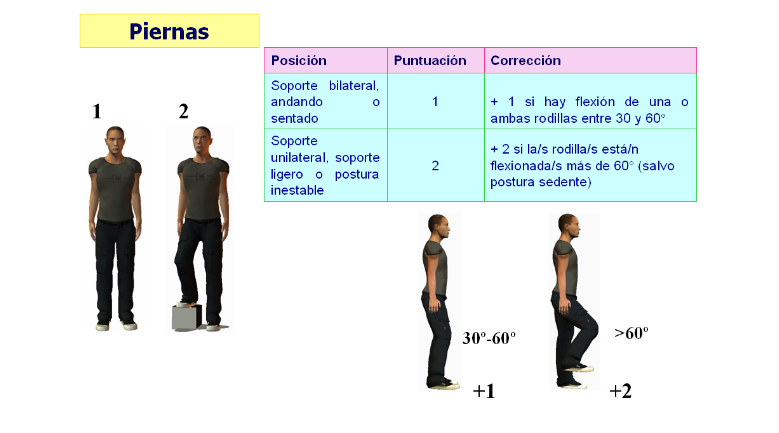 Piernas
Posición Puntuación Corrección
Soporte bilateral,
andando o
sentado
1
+ 1 si hay flexión de una o
ambas rodillas entre 30 y 60°
Soporte
unilateral, soporte
ligero o postura
inestable
2
+ 2 si la/s rodilla/s está/n
flexionada/s más de 60° (salvo
postura sedente)
1 2
30º-60º
>60º
+1 +2